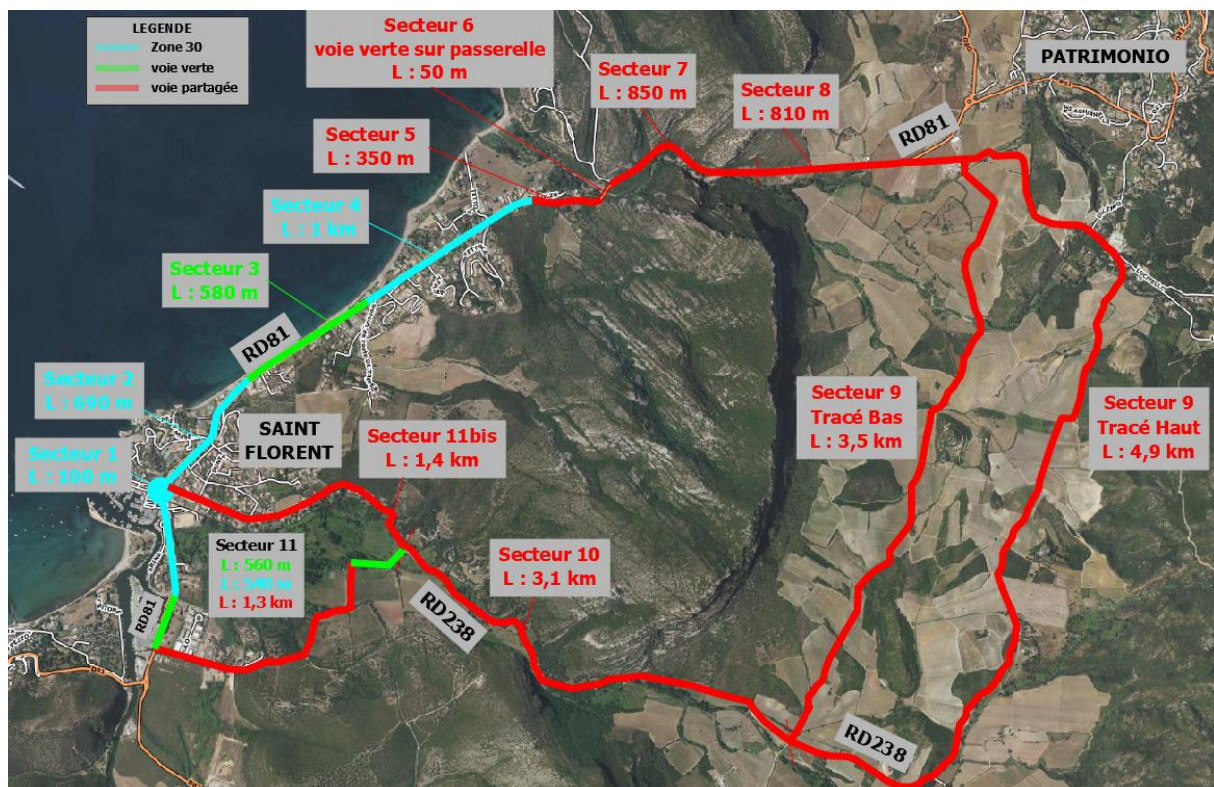 LEGENDE
Zone 30
voie verte
voie partagée
Secteur 6
voie verte sur passerelle
L : 50 m
Secteur 7
L : 850 m
Secteur 8
L : 810 m
PATRIMONIO
RD81
Secteur 5
L : 350 m
Secteur 4
L : 1 km
Secteur 3
L : 580 m
RD81
Secteur 2
L : 690 m
SAINT
FLORENT
Secteur 1
L : 100 m
Secteur 11bis
L : 1,4 km
Secteur 9
Tracé Bas
L : 3,5 km
Secteur 9
Tracé Haut
L : 4,9 km
Secteur 11
L : 560 m
L : 540 m
L : 1,3 km
Secteur 10
L : 3,1 km
RD81
RD238
RD238